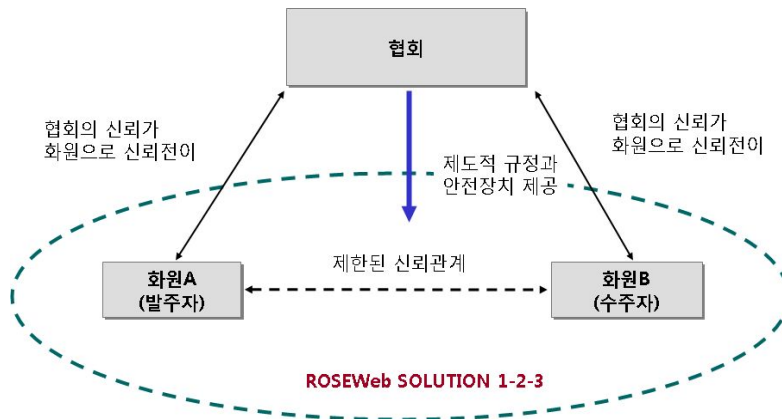 협회
협회의 신뢰가
화원으로 신뢰전이
협회의 신뢰가
화원으로 신뢰전이
제도적 규정과
안전장치 제공
제한된 신뢰관계
화원A
(발주자)
화원B
(수주자)
ROSEWeb SOLUTION 1-2-3